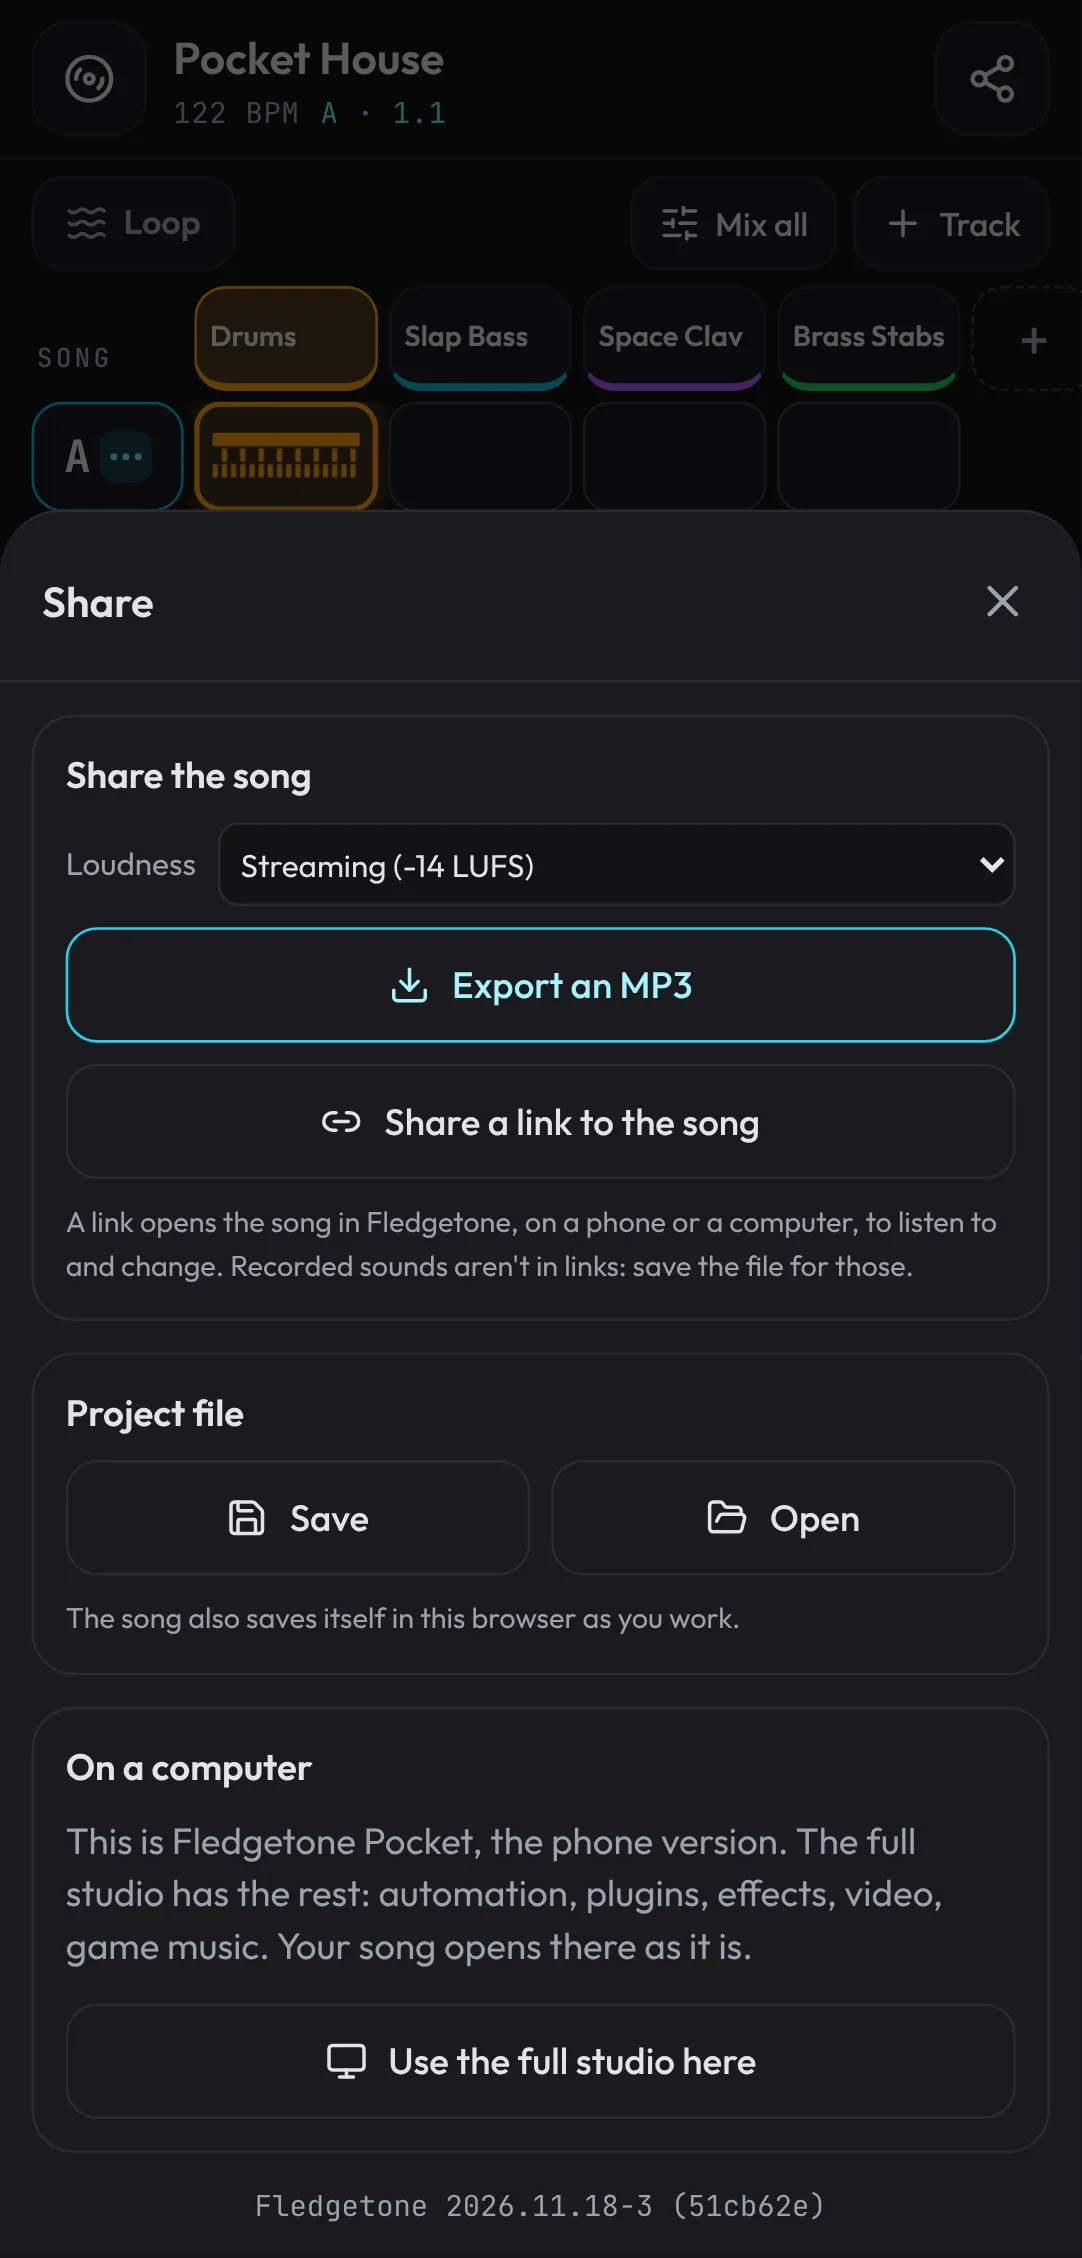 Pocket House
122 BPM A · 1.1
Loop
Mix all
Track
SONG
Drums
Slap Bass
Space Clav
Brass Stabs
+
A
Share
Share the song
Loudness
Streaming (-14 LUFS)
Export an MP3
Share a link to the song
A link opens the song in Fledgetone, on a phone or a computer, to listen to
and change. Recorded sounds aren't in links: save the file for those.
Project file
Save
Open
The song also saves itself in this browser as you work.
On a computer
This is Fledgetone Pocket, the phone version. The full
studio has the rest: automation, plugins, effects, video,
game music. Your song opens there as it is.
Use the full studio here
Fledgetone 2026.11.18-3 (51cb62e)